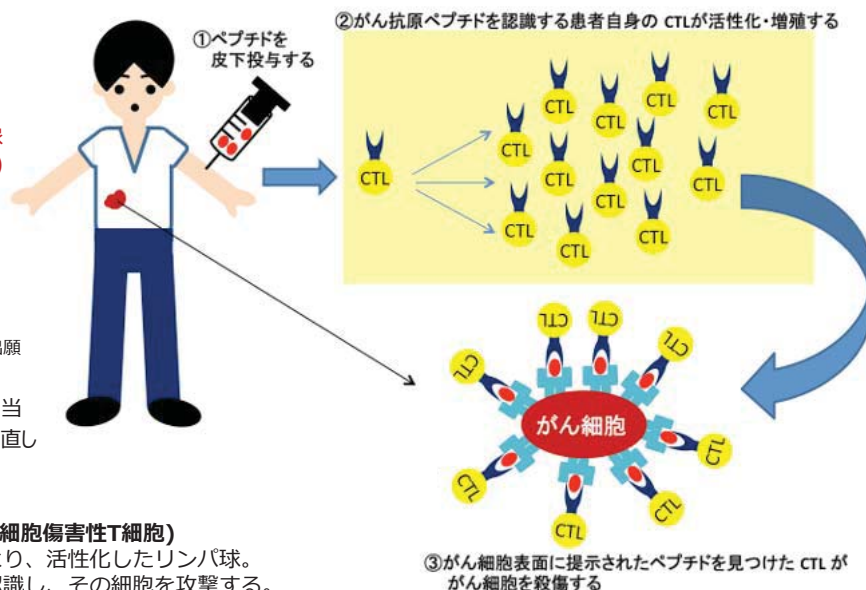 ①ペプチドを
皮下投与する
②がん抗原ペプチドを認識する患者自身の CTLが活性化・増殖する
CTL
CTL
CTL
CTL
CTL
CTL
CTL
CTL
CTL
CTL
CTL
CTL
CTL
)
願
当
直し
CTL
CTL
CTL
CTL
CTL
CTL
CTL
CTL
CTL
がん細胞
細胞傷害性T細胞)
り、活性化したリンパ球。
認識し、その細胞を攻撃する。
③がん細胞表面に提示されたペプチドを見つけた CTL が
がん細胞を殺傷する